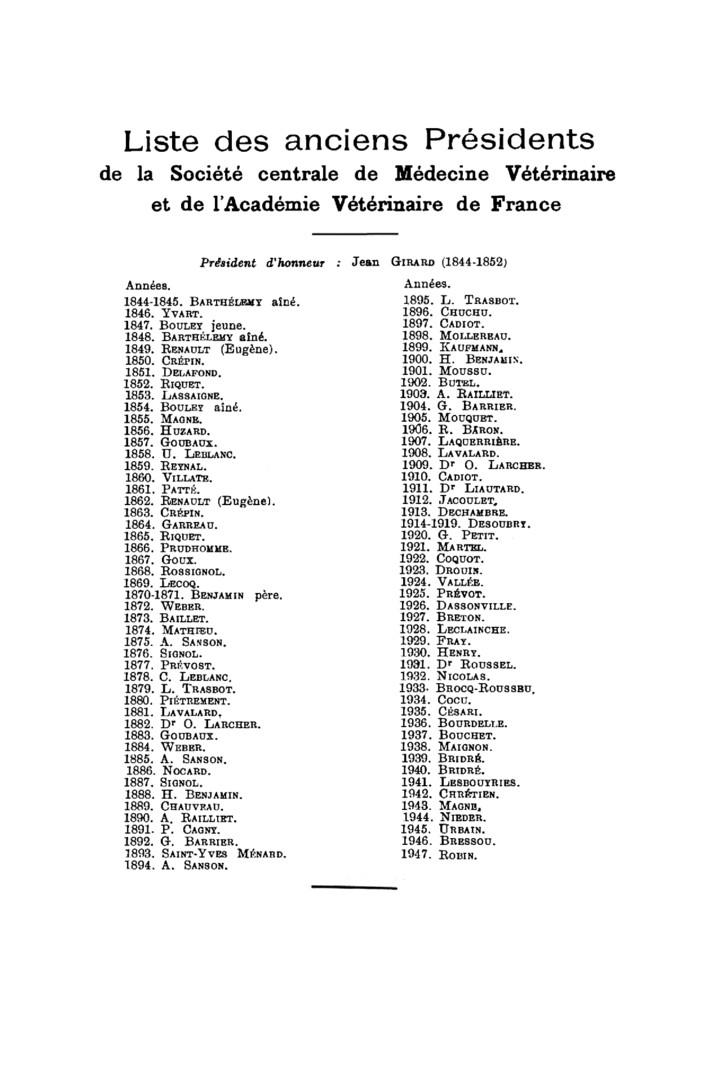 Liste des anciens Présidents
de la Société centrale de Médecine Vétérinaire
et de l'Académie Vétérinaire de France
Président d'honneur : Jean GIRARD (1844-1852)
Années.
1844-1845. BARTHÉLEMY aîné.
1846. YVART.
1847. BOULEY jeune.
1848. BARTHÉLEMY aîné.
1849. RENAULT (Eugène).
1850. CRÉPIN.
1851. DELAFOND.
1852. RIQUET.
1853. LASSAIGNE.
1854. BOULEY aîné.
1855. MAGNE.
1856. HUZARD.
1857. GOUBAUX.
1858. U. LEBLANC.
1859. REYNAL.
1860. VILLATE.
1861. PATTÉ.
1862. RENAULT (Eugène).
1863. CRÉPIN.
1864. GARREAU.
1865. RIQUET.
1866. PRUDHOMME.
1867. GOUX.
1868. ROSSIGNOL.
1869. LECOQ.
1870-1871. BENJAMIN père.
1872. WEBER.
1873. BAILLET.
1874. MATHIEU.
1875. A. SANSON.
1876. SIGNOL.
1877. PRÉVOST.
1878. C. LEBLANC.
1879. L. TRASBOT.
1880. PIÉTREMENT.
1881. LAVALARD.
1882. Dr O. LARCHER.
1883. GOUBAUX.
1884. WEBER.
1885. A. SANSON.
1886. NOCARD.
1887. SIGNOL.
1888. H. BENJAMIN.
1889. CHAUVEAU.
1890. A. RAILLIET.
1891. P. CAGNY.
1892. G. BARRIER.
1893. SAINT-YVES MÉNARD.
1894. A. SANSON.
Années.
1895. L. TRASBOT.
1896. CHUCHU.
1897. CADIOT.
1898. MOLLEREAU.
1899. KAUFMANN.
1900. H. BENJAMIN.
1901. MOUSSU.
1902. BUTEL.
1903. A. RAILLIET.
1904. G. BARRIER.
1905. MOUQUET.
1906. R. BARON.
1907. LAQUERRIÈRE.
1908. LAVALARD.
1909. Dr O. LARCHER.
1910. CADIOT.
1911. Dr LIAUTARD.
1912. JACOULET.
1913. DECHAMBRE.
1914-1919. DESOUBRY.
1920. G. PETIT.
1921. MARTEL.
1922. COQUOT.
1923. DROUIN.
1924. VALLÉE.
1925. PRÉVOT.
1926. DASSONVILLE.
1927. BRETON.
1928. LECLAINCHE.
1929. FRAY.
1930. HENRY.
1931. Dr ROUSSEL.
1932. NICOLAS.
1933. BROCQ-ROUSSEU.
1934. COCU.
1935. CÉSARI.
1936. BOURDELLE.
1937. BOUCHET.
1938. MAIGNON.
1939. BRIDRÉ.
1940. BRIDRÉ.
1941. LESBOUYRIES.
1942. CHRÉTIEN.
1943. MAGNE.
1944. NIEDER.
1945. URBAIN.
1946. BRESSOU.
1947. ROBIN.